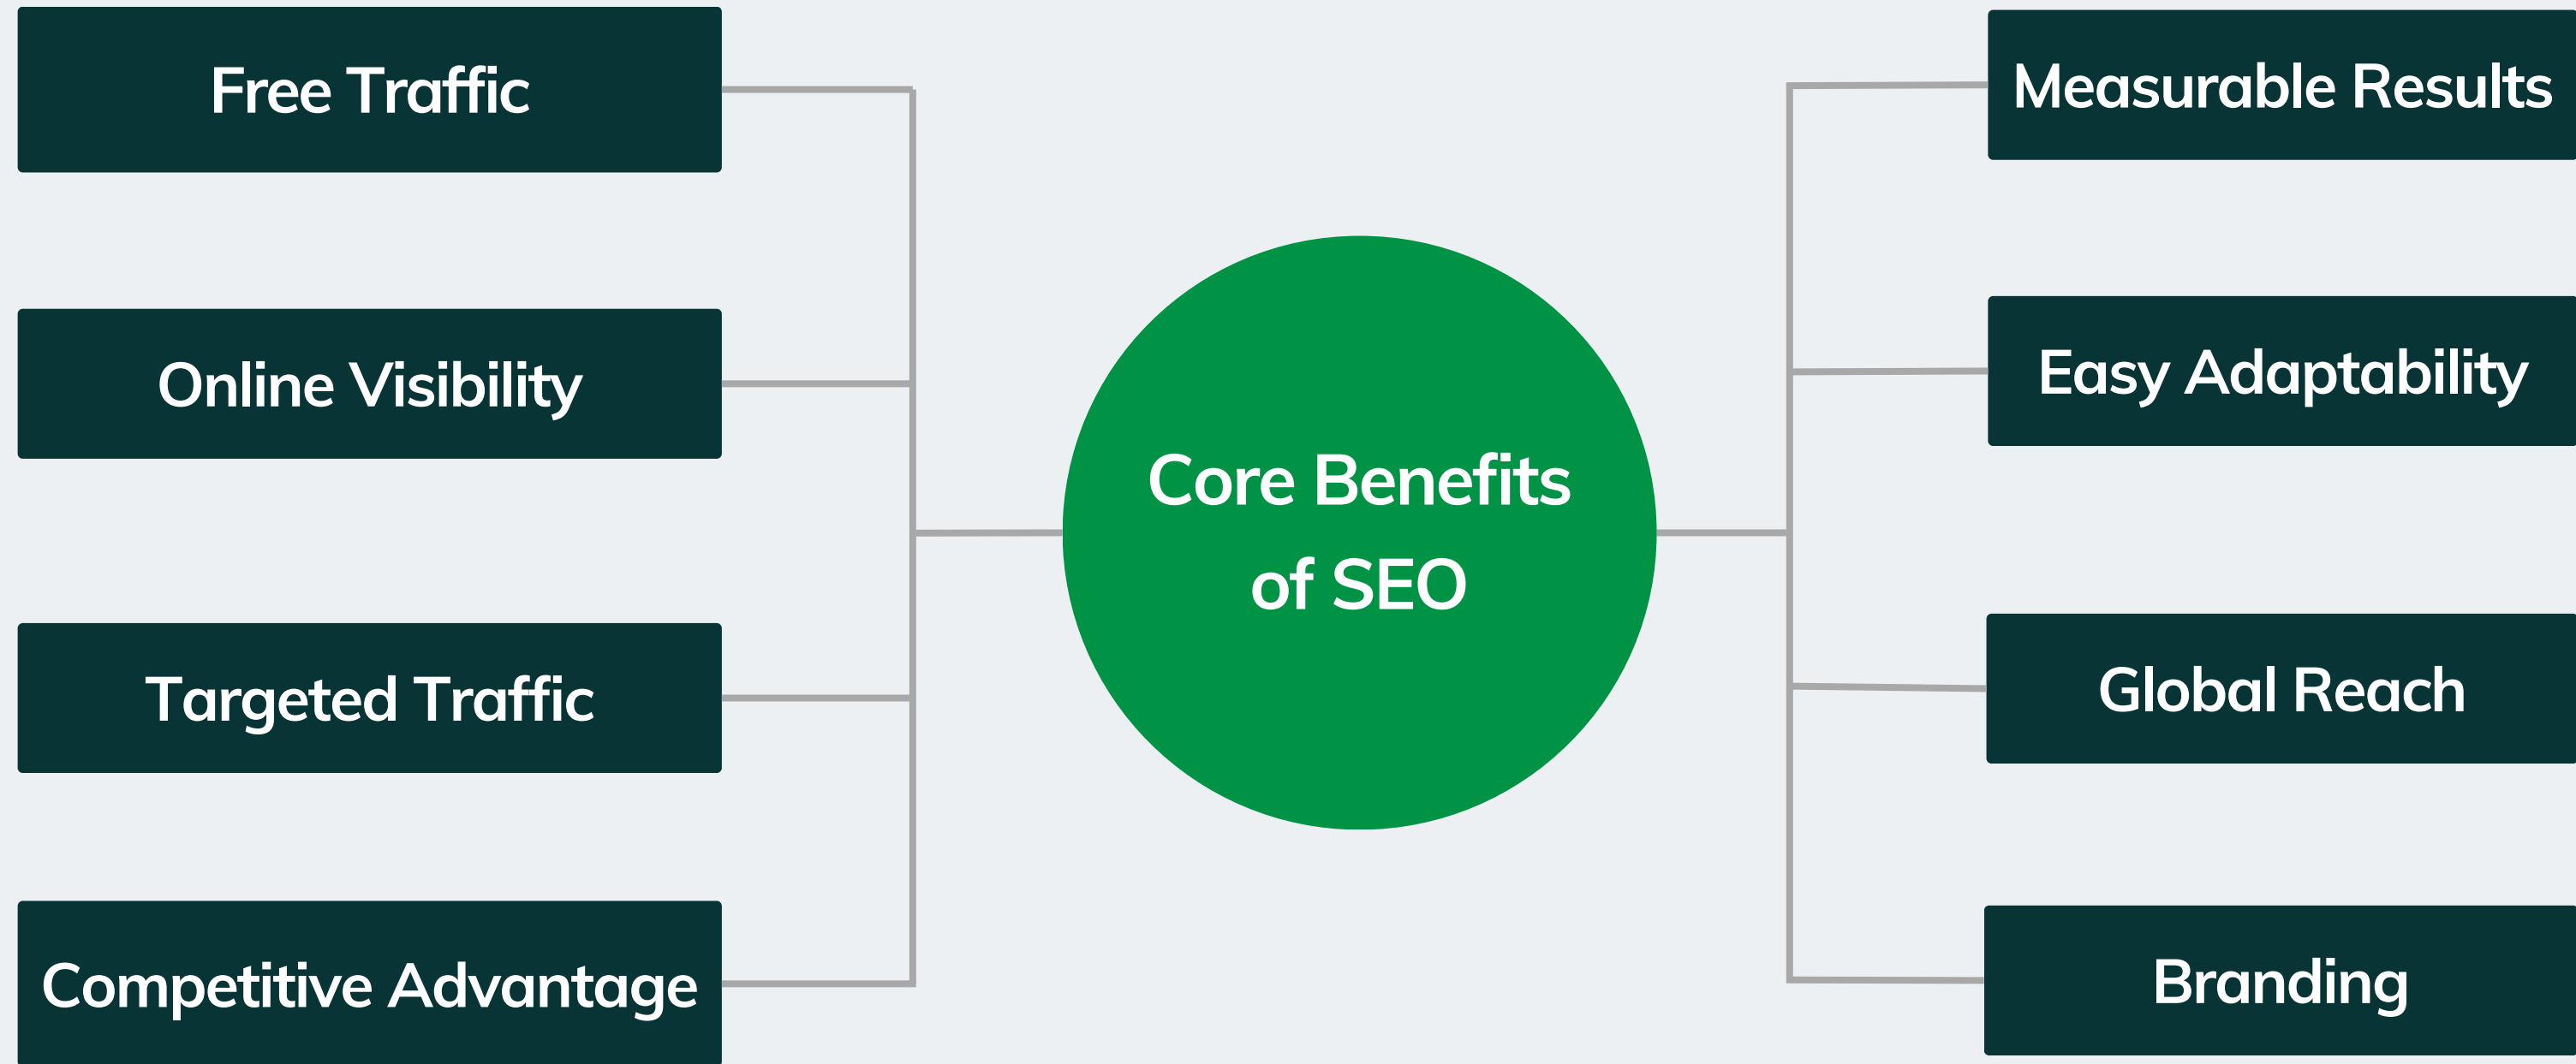 Free Traffic
Online Visibility
Targeted Traffic
Competitive Advantage
Core Benefits
of SEO
Measurable Results
Easy Adaptability
Global Reach
Branding